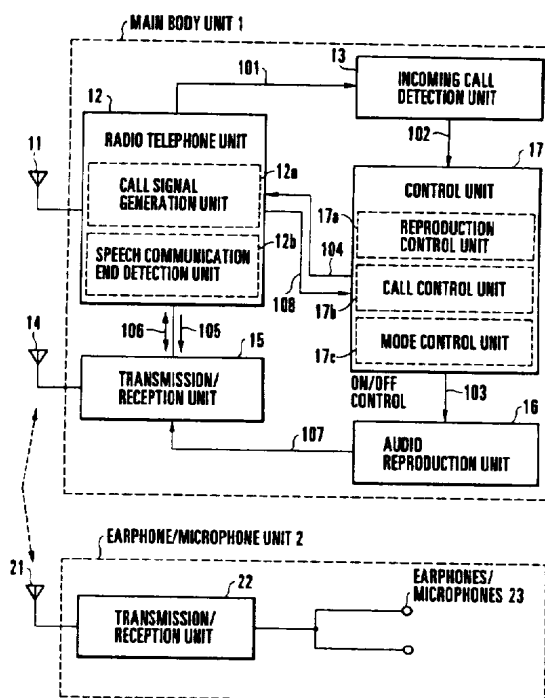 MAIN BODY UNIT 1
101
13
INCOMING CALL
DETECTION UNIT
12
102
11
RADIO TELEPHONE UNIT
17
12a
CALL SIGNAL
GENERATION UNIT
CONTROL UNIT
17a
REPRODUCTION
CONTROL UNIT
12b
SPEECH COMMUNICATION
END DETECTION UNIT
104
CALL CONTROL UNIT
108
17b
14
106
105
15
MODE CONTROL UNIT
17c
TRANSMISSION/
RECEPTION UNIT
ON/OFF
CONTROL
103
16
107
AUDIO
REPRODUCTION UNIT
EARPHONE/MICROPHONE UNIT 2
21
22
EARPHONES/
MICROPHONES 23
TRANSMISSION/
RECEPTION UNIT